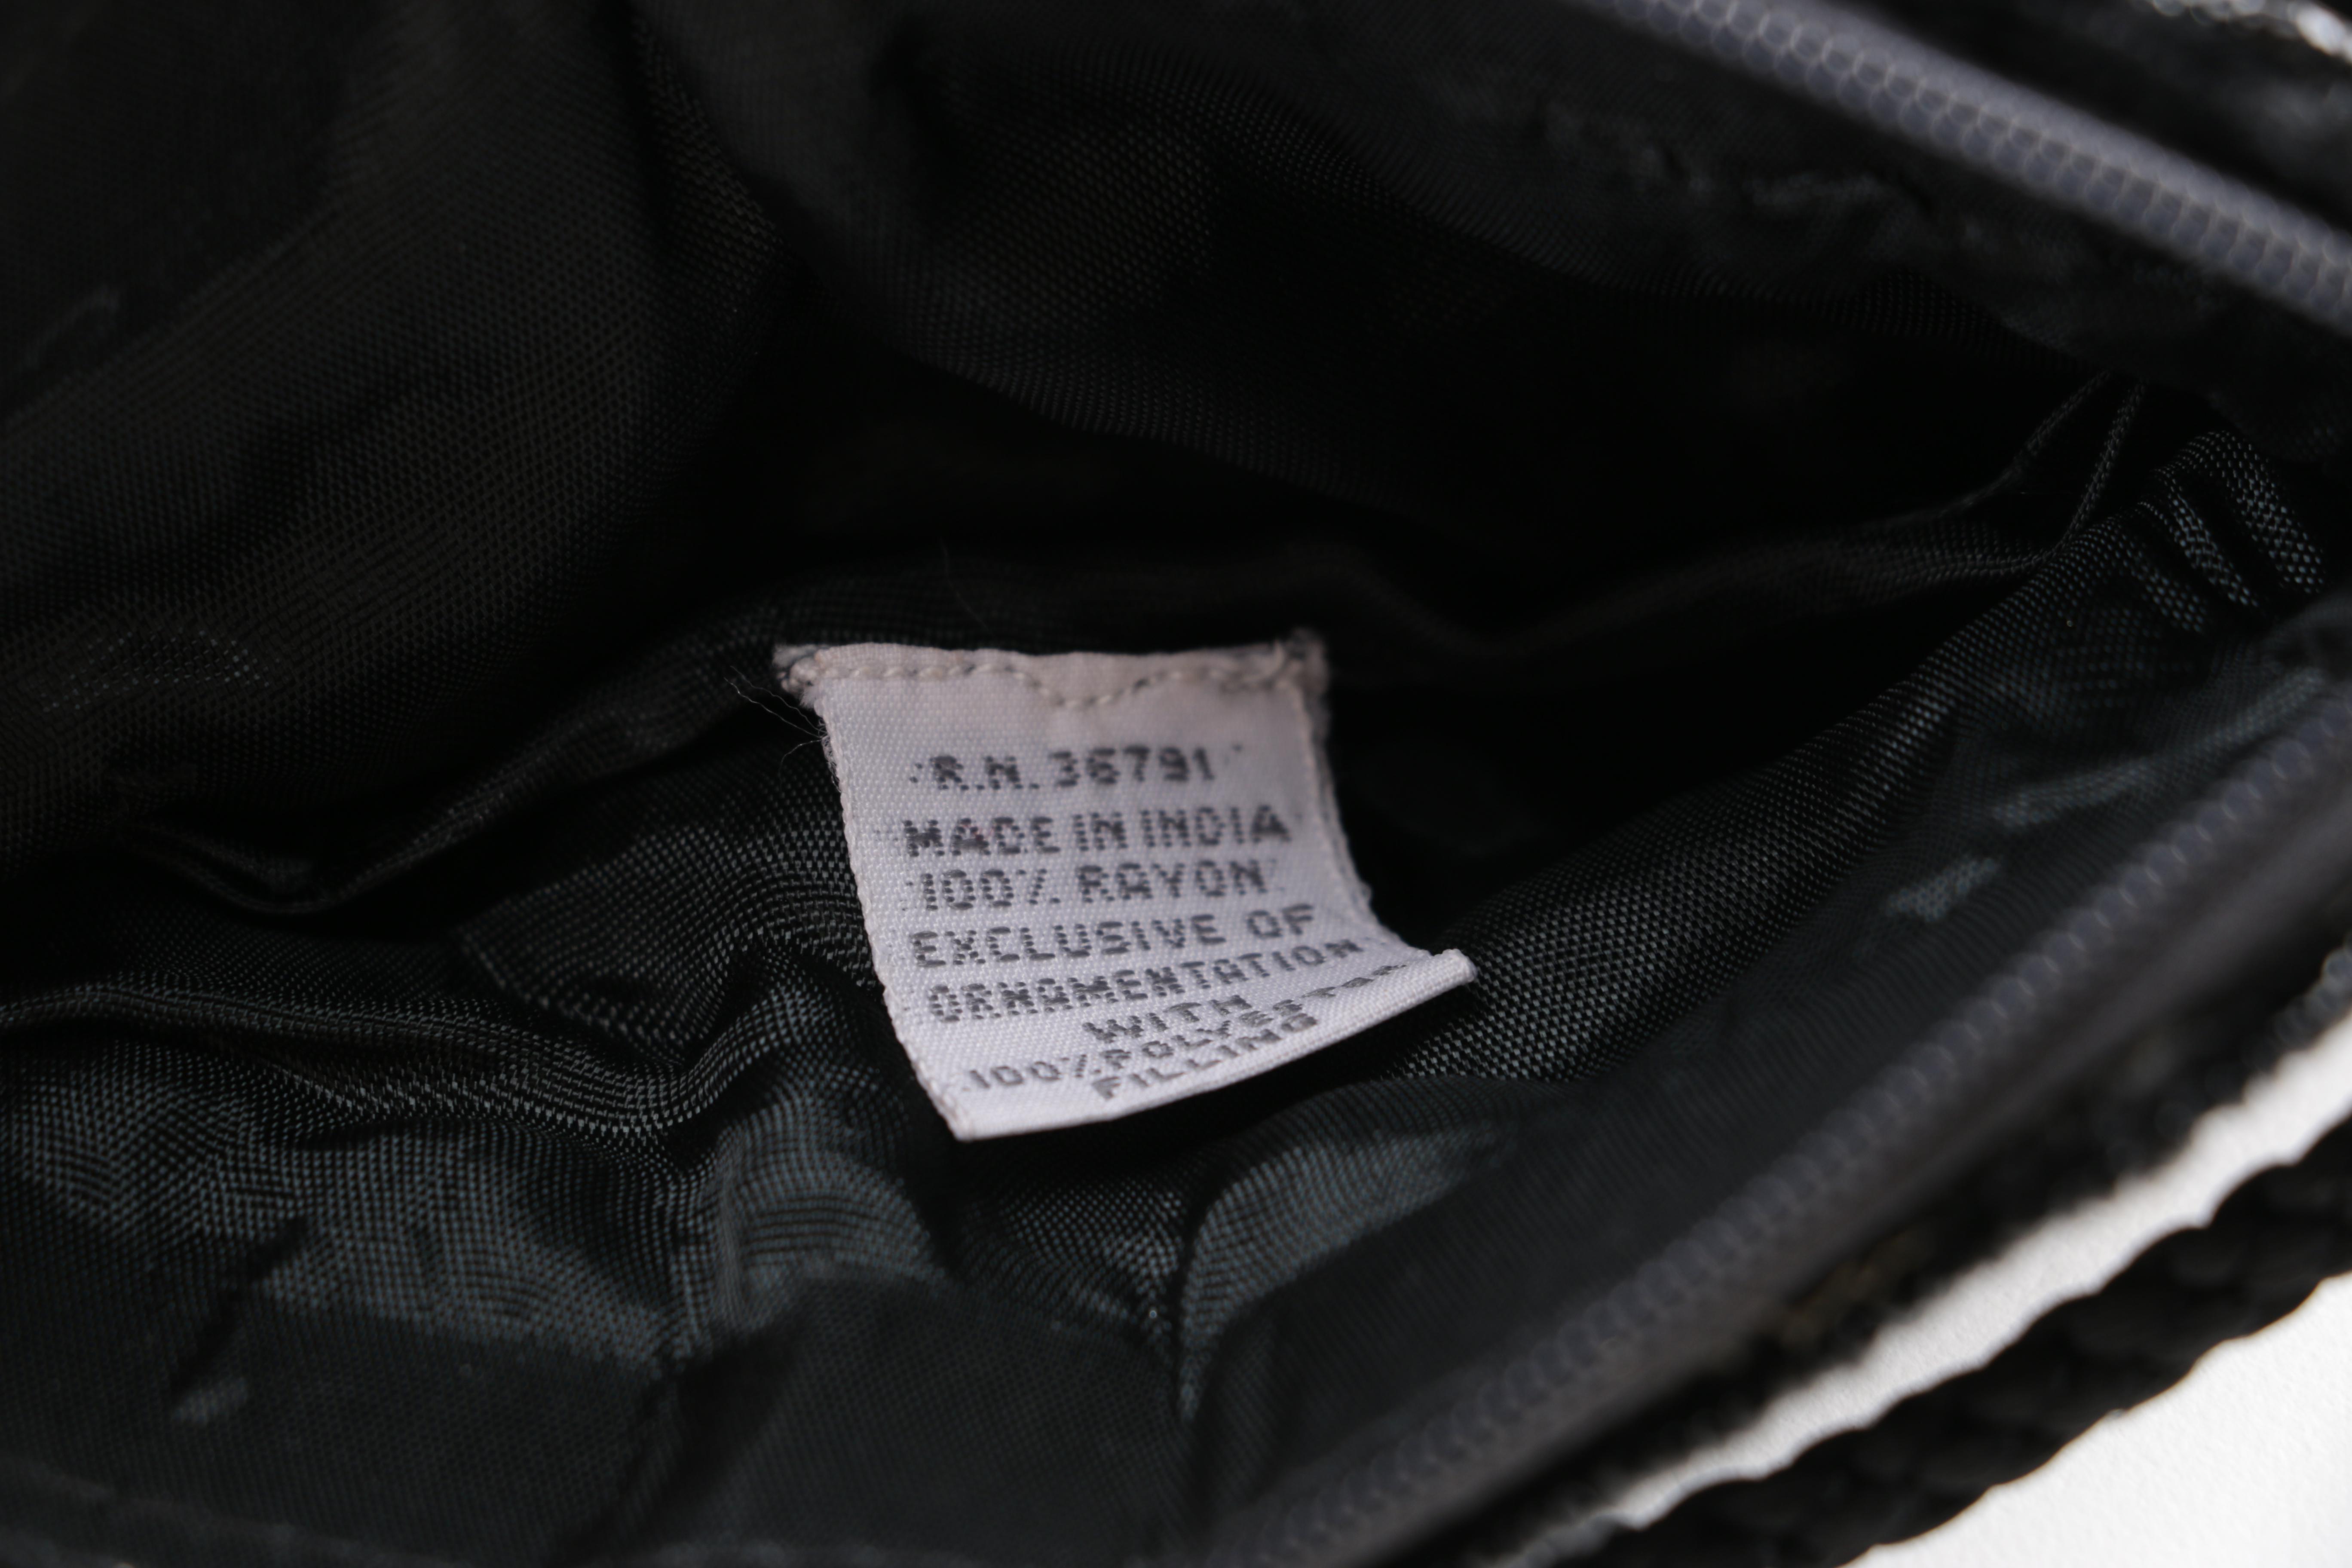 R.N. 36791
MADE IN INDIA
100% RAYON
EXCLUSIVE OF
ORNAMENTATION
WITH
100% POLYESTER
FILLING